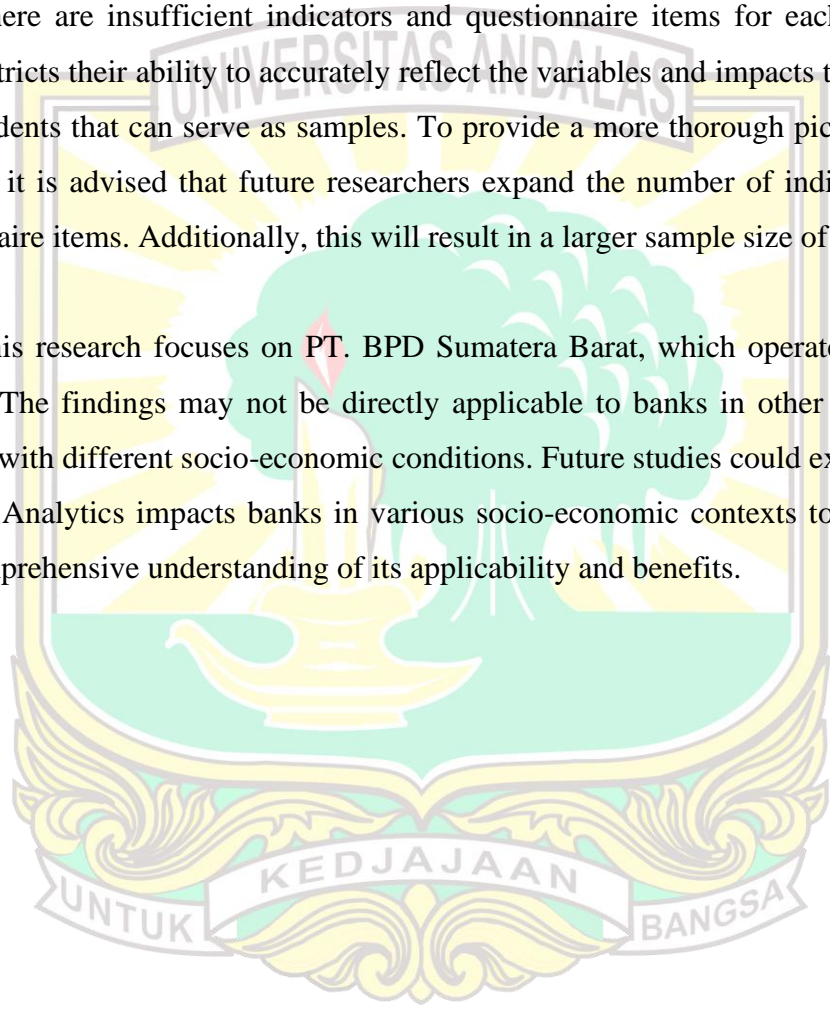 here are insufficient indicators and questionnaire items for each
tricts their ability to accurately reflect the variables and impacts t
dents that can serve as samples. To provide a more thorough pic
it is advised that future researchers expand the number of indi
aire items. Additionally, this will result in a larger sample size of
is research focuses on PT. BPD Sumatera Barat, which operate
The findings may not be directly applicable to banks in other
with different socio-economic conditions. Future studies could ex
Analytics impacts banks in various socio-economic contexts to
prehensive understanding of its applicability and benefits.
UNIVERSITAS ANDALAS
UNTUK KEDJAJAAN BANGSA